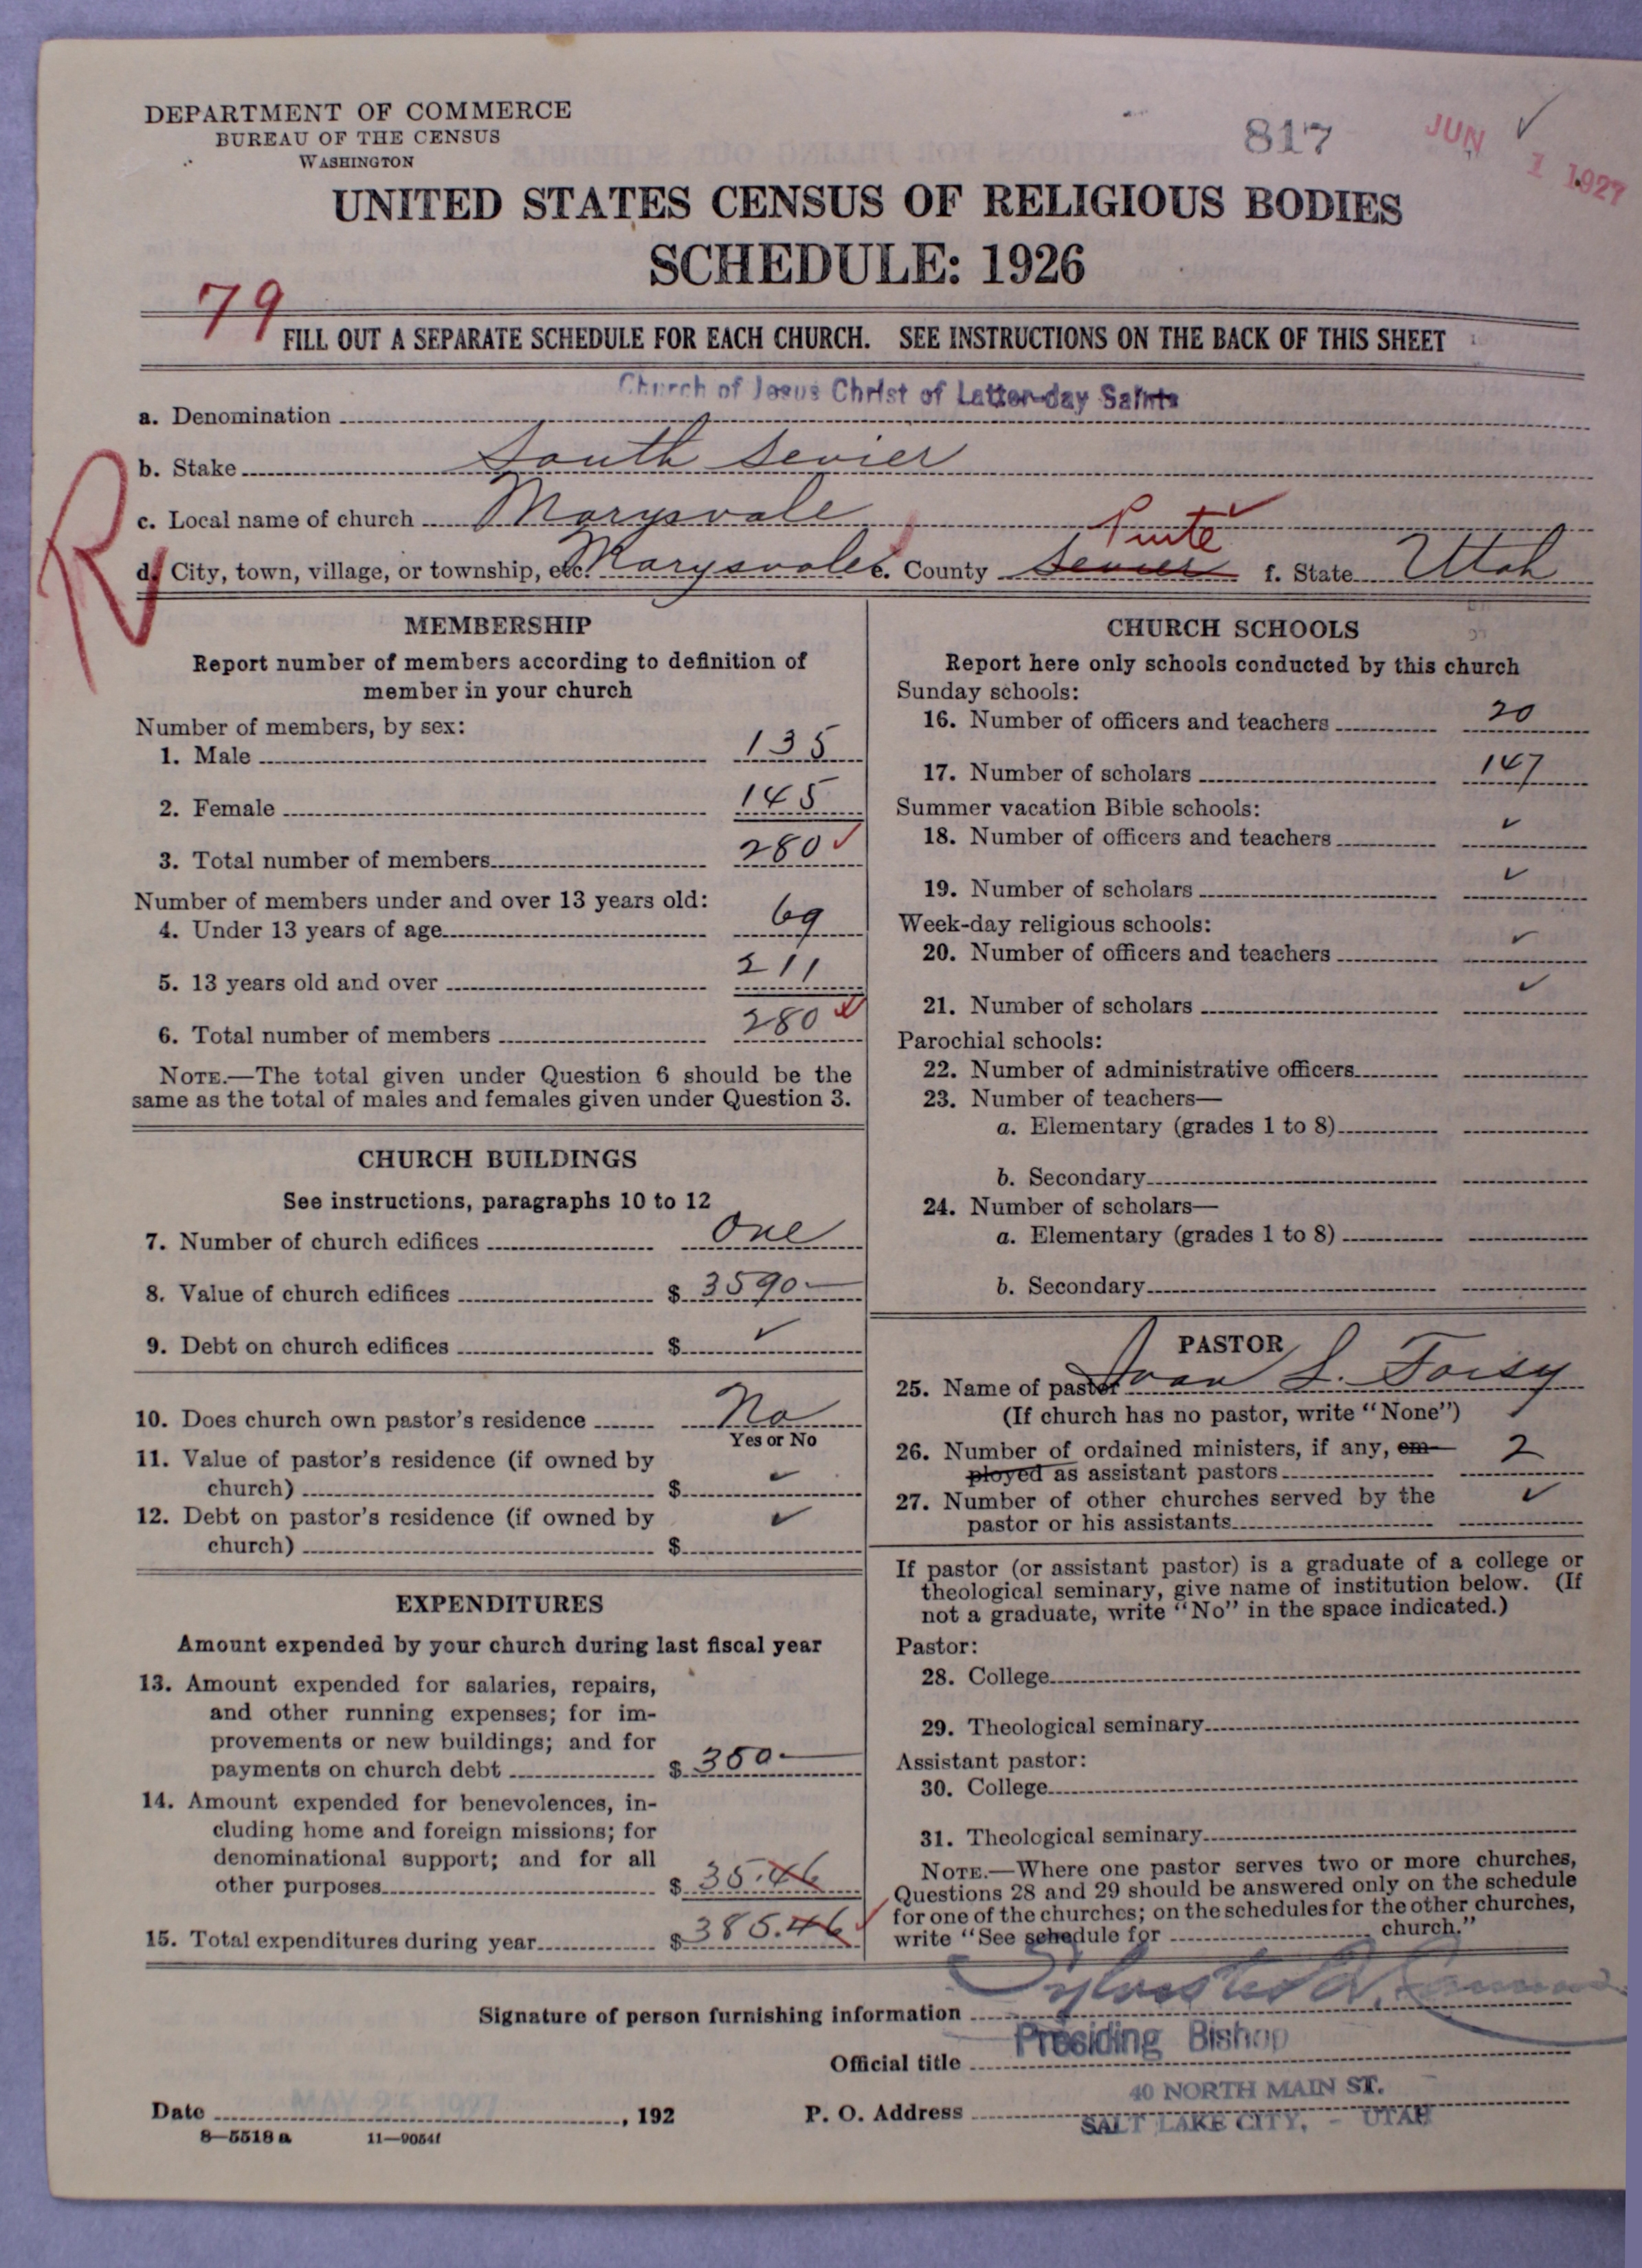 DEPARTMENT OF COMMERCE
BUREAU OF THE CENSUS
WASHINGTON
817
JUN 1 1927
UNITED STATES CENSUS OF RELIGIOUS BODIES
SCHEDULE: 1926
79
FILL OUT A SEPARATE SCHEDULE FOR EACH CHURCH. SEE INSTRUCTIONS ON THE BACK OF THIS SHEET
a. Denomination Church of Jesus Christ of Latter-day Saints
b. Stake South Sevier
R
c. Local name of church Marysvale
Piute
d. City, town, village, or township, etc. Marysvale e. County Sevier f. State Utah
MEMBERSHIP
Report number of members according to definition of
member in your church
Number of members, by sex:
1. Male 135
2. Female 145
3. Total number of members 280
Number of members under and over 13 years old:
4. Under 13 years of age 69
5. 13 years old and over 211
6. Total number of members 280
NOTE.—The total given under Question 6 should be the
same as the total of males and females given under Question 3.
CHURCH BUILDINGS
See instructions, paragraphs 10 to 12
7. Number of church edifices One
8. Value of church edifices $ 3590—
9. Debt on church edifices $ ✓
10. Does church own pastor's residence No
Yes or No
11. Value of pastor's residence (if owned by
church) $ ✓
12. Debt on pastor's residence (if owned by
church) $ ✓
EXPENDITURES
Amount expended by your church during last fiscal year
13. Amount expended for salaries, repairs,
and other running expenses; for im-
provements or new buildings; and for
payments on church debt $ 350—
14. Amount expended for benevolences, in-
cluding home and foreign missions; for
denominational support; and for all
other purposes $ 35.46
15. Total expenditures during year $ 385.46
CHURCH SCHOOLS
Report here only schools conducted by this church
Sunday schools:
16. Number of officers and teachers 20
17. Number of scholars 147
Summer vacation Bible schools:
18. Number of officers and teachers ✓
19. Number of scholars ✓
Week-day religious schools:
20. Number of officers and teachers ✓
21. Number of scholars ✓
Parochial schools:
22. Number of administrative officers
23. Number of teachers—
a. Elementary (grades 1 to 8)
b. Secondary
24. Number of scholars—
a. Elementary (grades 1 to 8)
b. Secondary
PASTOR
25. Name of pastor L.
(If church has no pastor, write "None")
26. Number of ordained ministers, if any, em-
ployed as assistant pastors 2
27. Number of other churches served by the
pastor or his assistants ✓
If pastor (or assistant pastor) is a graduate of a college or
theological seminary, give name of institution below. (If
not a graduate, write "No" in the space indicated.)
Pastor:
28. College
29. Theological seminary
Assistant pastor:
30. College
31. Theological seminary
NOTE.—Where one pastor serves two or more churches,
Questions 28 and 29 should be answered only on the schedule
for one of the churches; on the schedules for the other churches,
write "See schedule for church."
Signature of person furnishing information Sylvester Q. Cannon
Official title Presiding Bishop
Date MAY 25 1927, 192
P. O. Address 40 NORTH MAIN ST.
SALT LAKE CITY, - UTAH
8—5518 a 11—9054f